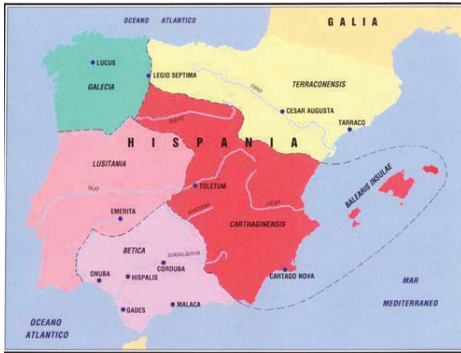 OCEANO ATLANTICO
GALIA
LUCUS
LEGIO SEPTIMA
GALECIA
TERRACONENSIS
EBRO
CESAR AUGUSTA
TARRACO
DUERO
HISPANIA
LUSITANIA
BALEARIS INSULAE
TAJO
TOLETUM
JUCAR
GUADIANA
EMERITA
CARTHAGINENSIS
BETICA
GUADALQUIVIR
CORDUBA
ONUBA
HISPALIS
CARTAGO NOVA
MAR
MEDITERRANEO
GADES
MALACA
OCEANO
ATLANTICO